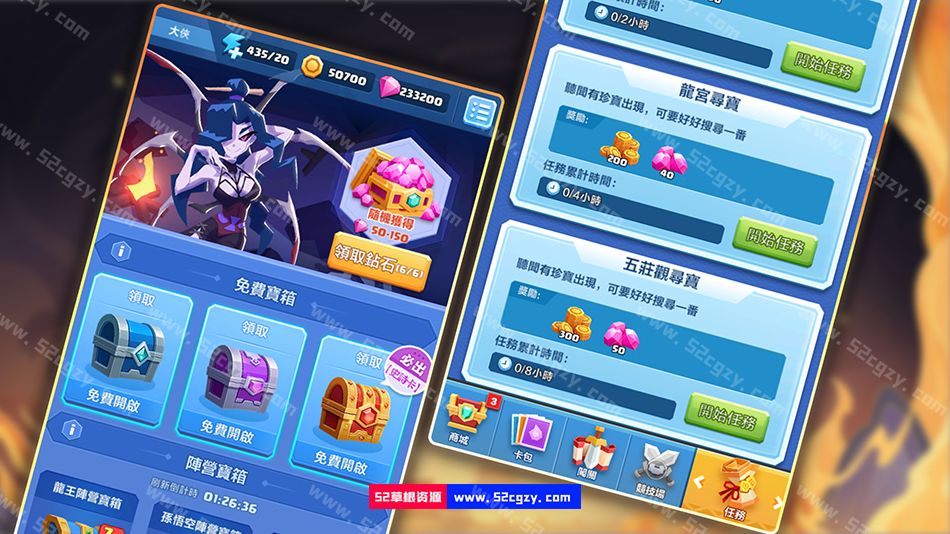 大俠
435/20
50700
233200
隨機獲得
50-150
領取鑽石(6/6)
免費寶箱
領取
免費開啟
領取
免費開啟
領取
必出
(史詩卡)
免費開啟
陣營寶箱
刷新倒計時 01:26:36
龍王陣營寶箱
孫悟空陣營寶箱
0/2小時
開始任務
龍宮尋寶
聽聞有珍寶出現，可要好好搜尋一番
獎勵:
200
40
任務累計時間:
0/4小時
開始任務
五莊觀尋寶
聽聞有珍寶出現，可要好好搜尋一番
獎勵:
300
50
任務累計時間:
0/8小時
開始任務
3
商城
卡包
闖關
競技場
任務
52草根资源 www.52cgzy.com
www.52cgzy.com